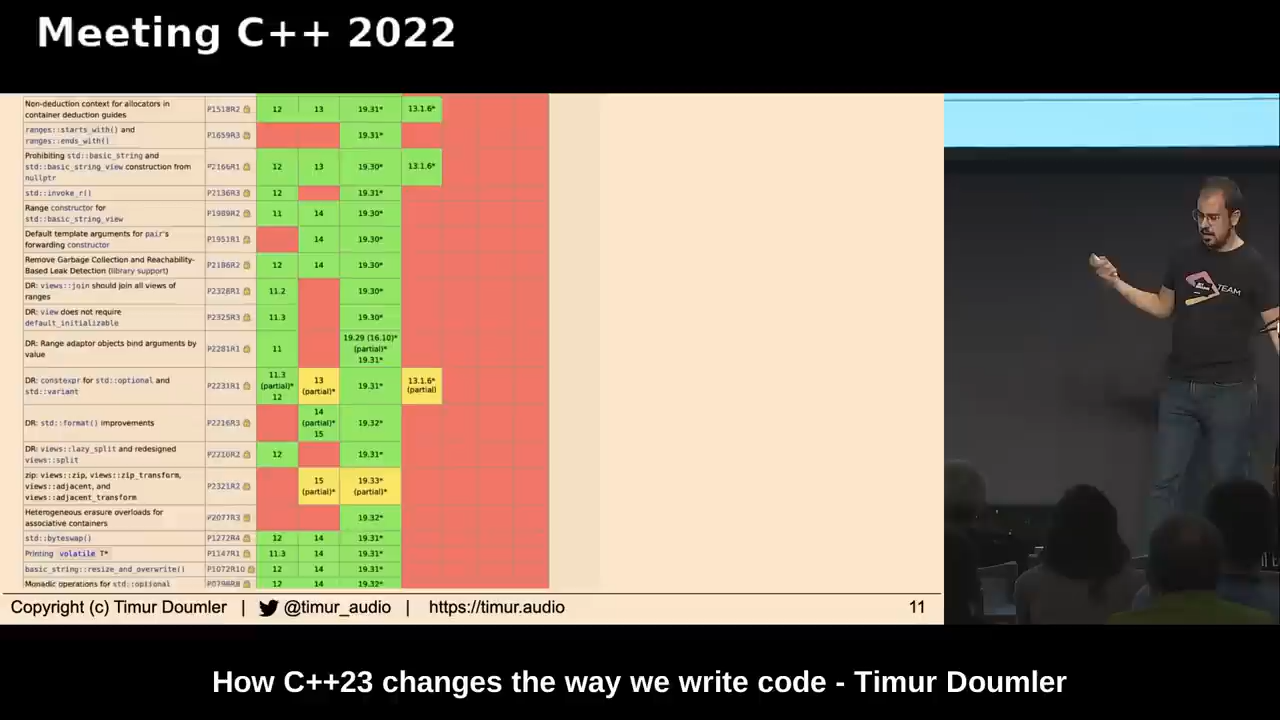 Meeting C++ 2022
Non-deduction context for allocators in container deduction guides P1518R2 12 13 19.31* 13.1.6*
ranges::starts_with() and ranges::ends_with() P1659R3 19.31*
Prohibiting std::basic_string and std::basic_string_view construction from nullptr P2166R1 12 13 19.30* 13.1.6*
std::invoke_r() P2136R3 12 19.31*
Range constructor for std::basic_string_view P1989R2 11 14 19.30*
Default template arguments for pair's forwarding constructor P1951R1 14 19.30*
Remove Garbage Collection and Reachability-Based Leak Detection (library support) P2186R2 12 14 19.30*
DR: views::join should join all views of ranges P2328R1 11.2 19.30*
DR: view does not require default_initializable P2325R3 11.3 19.30*
DR: Range adaptor objects bind arguments by value P2281R1 11 19.29 (16.10)* (partial)* 19.31*
DR: constexpr for std::optional and std::variant P2231R1 11.3 (partial)* 12 13 (partial)* 19.31* 13.1.6* (partial)
DR: std::format() improvements P2216R3 14 (partial)* 15 19.32*
DR: views::lazy_split and redesigned views::split P2210R2 12 19.31*
zip: views::zip, views::zip_transform, views::adjacent, and views::adjacent_transform P2321R2 15 (partial)* 19.33* (partial)*
Heterogeneous erasure overloads for associative containers P2077R3 19.32*
std::byteswap() P1272R4 12 14 19.31*
Printing volatile T* P1147R1 11.3 14 19.31*
basic_string::resize_and_overwrite() P1072R10 12 14 19.31*
Monadic operations for std::optional P0798R8 12 14 19.32*
Copyright (c) Timur Doumler | @timur_audio | https://timur.audio 11
TEAM
How C++23 changes the way we write code - Timur Doumler